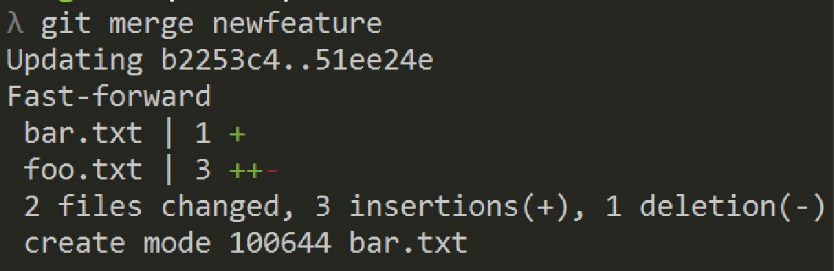 λ git merge newfeature
Updating b2253c4..51ee24e
Fast-forward
 bar.txt | 1 +
 foo.txt | 3 ++-
 2 files changed, 3 insertions(+), 1 deletion(-)
 create mode 100644 bar.txt